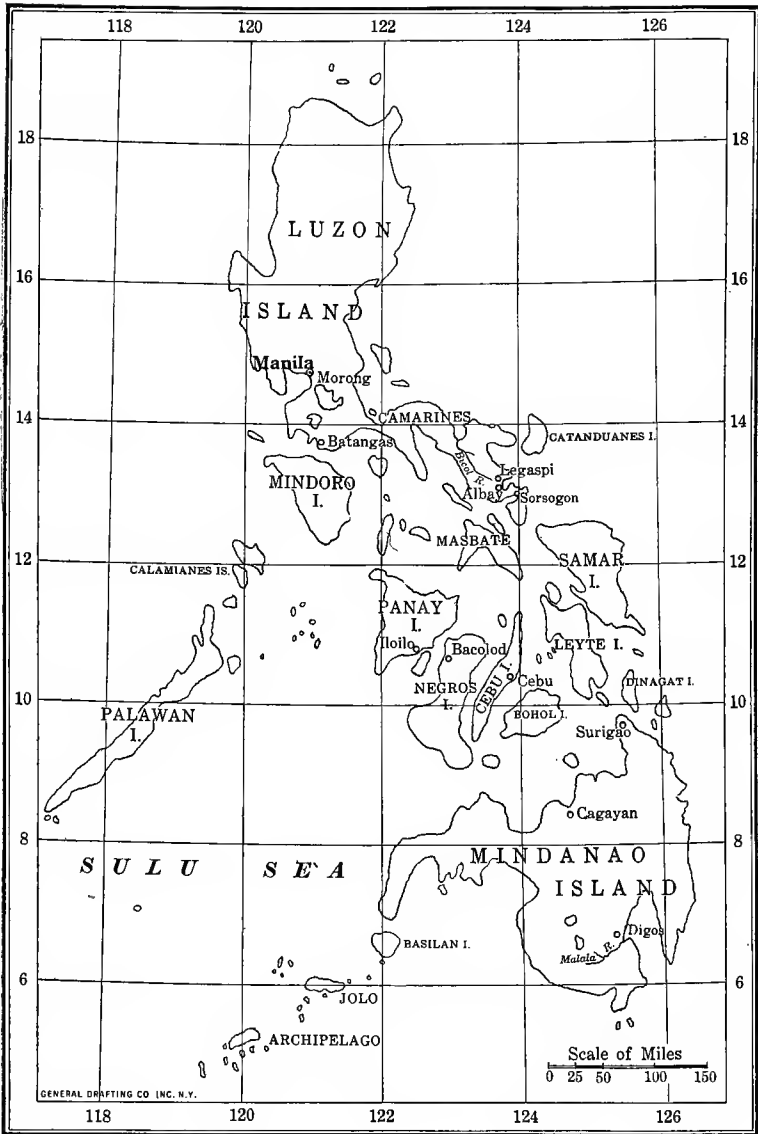 118 120 122 124 126
18 18
LUZON
16 16
ISLAND
Manila
Morong
14 CAMARINES 14
CATANDUANES I.
Batangas
Bicol R.
Legaspi
MINDORO
I.
Albay
Sorsogon
MASBATE
12 12
SAMAR
I.
CALAMIANES IS.
PANAY
I.
Iloilo
Bacolod
LEYTE I.
CEBU I.
Cebu
NEGROS
I.
DINAGAT I.
10 10
PALAWAN
I.
BOHOL I.
Surigao
Cagayan
8 8
MINDANAO
SULU SEA
ISLAND
Digos
BASILAN I.
Malala R.
6 6
JOLO
ARCHIPELAGO
Scale of Miles
0 25 50 100 150
GENERAL DRAFTING CO INC. N.Y.
118 120 122 124 126